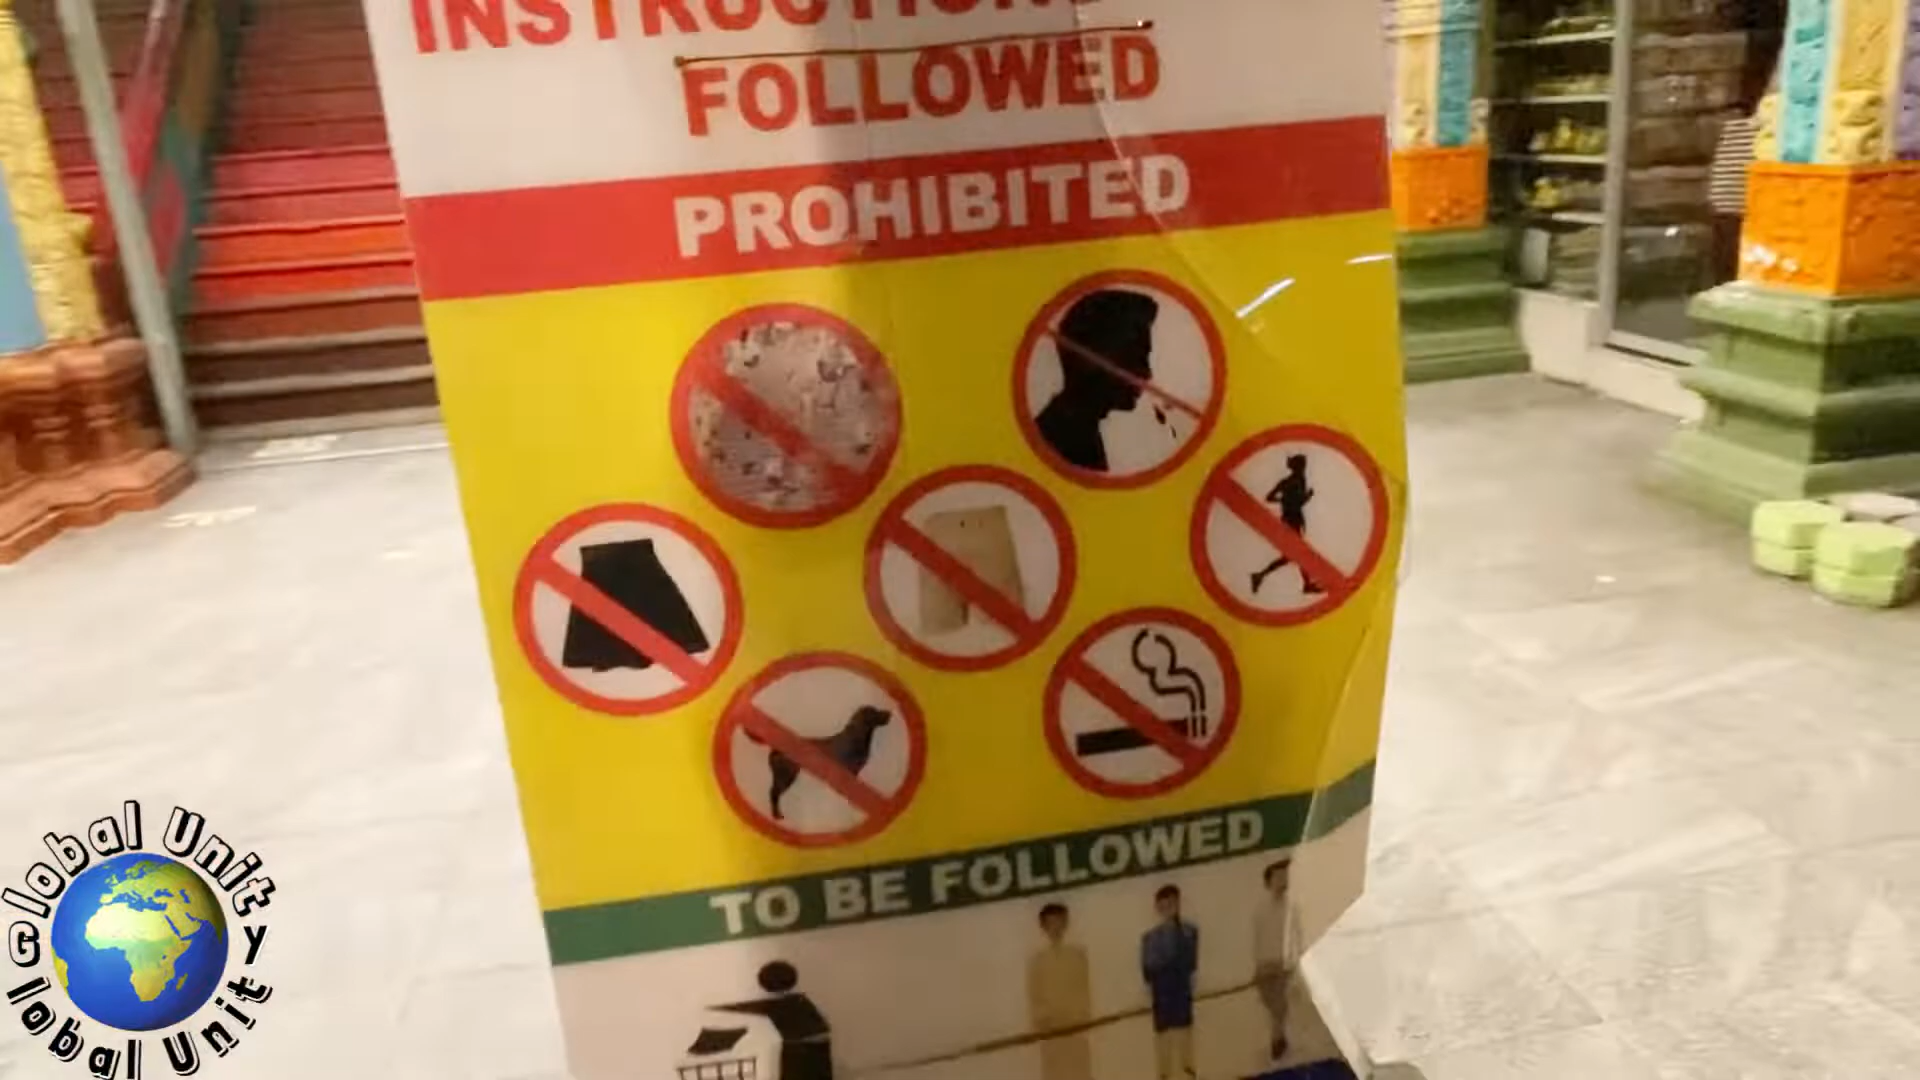 INSTRUCTIONS
FOLLOWED
PROHIBITED
TO BE FOLLOWED
Global Unity
Global Unity